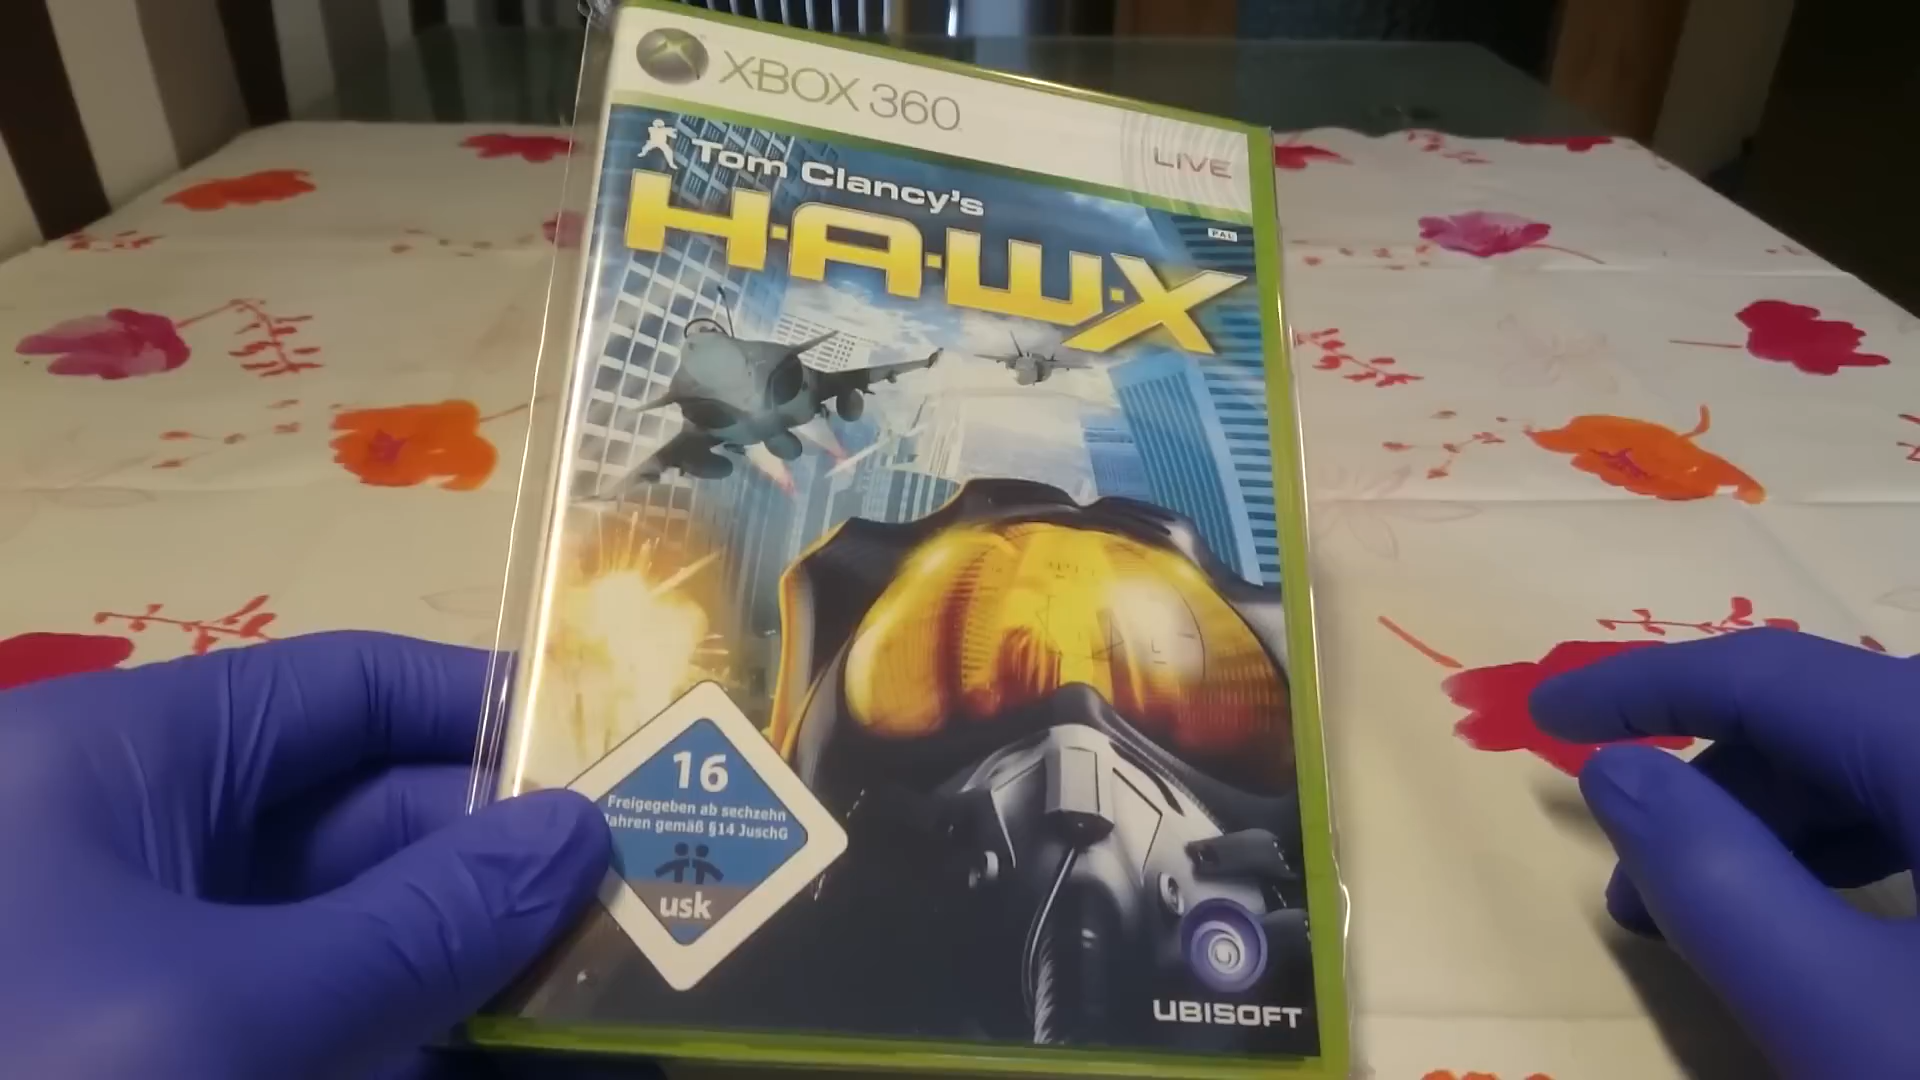 XBOX 360
LIVE
Tom Clancy's
H.A.W.X
PAL
16
Freigegeben ab sechzehn
Jahren gemäß §14 JuschG
usk
UBISOFT